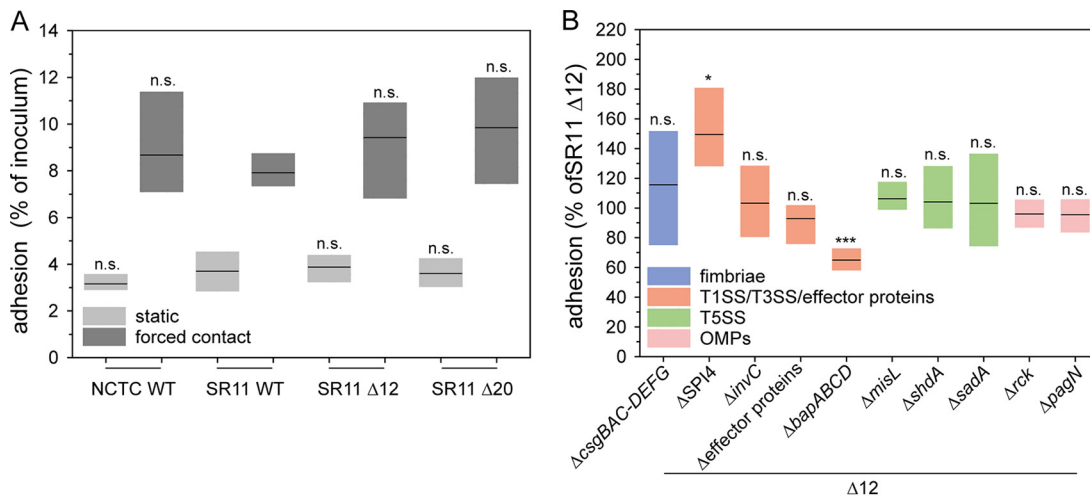 A
adhesion (% of inoculum)
14
12
10
8
6
4
2
0
n.s.
n.s.
n.s.
n.s.
n.s.
n.s.
static
forced contact
NCTC WT
SR11 WT
SR11 Δ12
SR11 Δ20
B
adhesion (% ofSR11 Δ12)
220
200
180
160
150
140
120
100
80
60
40
20
0
n.s.
*
n.s.
n.s.
***
n.s.
n.s.
n.s.
n.s.
n.s.
fimbriae
T1SS/T3SS/effector proteins
T5SS
OMPs
ΔcsgBAC-DEFG
ΔSPI4
ΔinvC
Δeffector proteins
ΔbapABCD
ΔmisL
ΔshdA
ΔsadA
Δrck
ΔpagN
Δ12